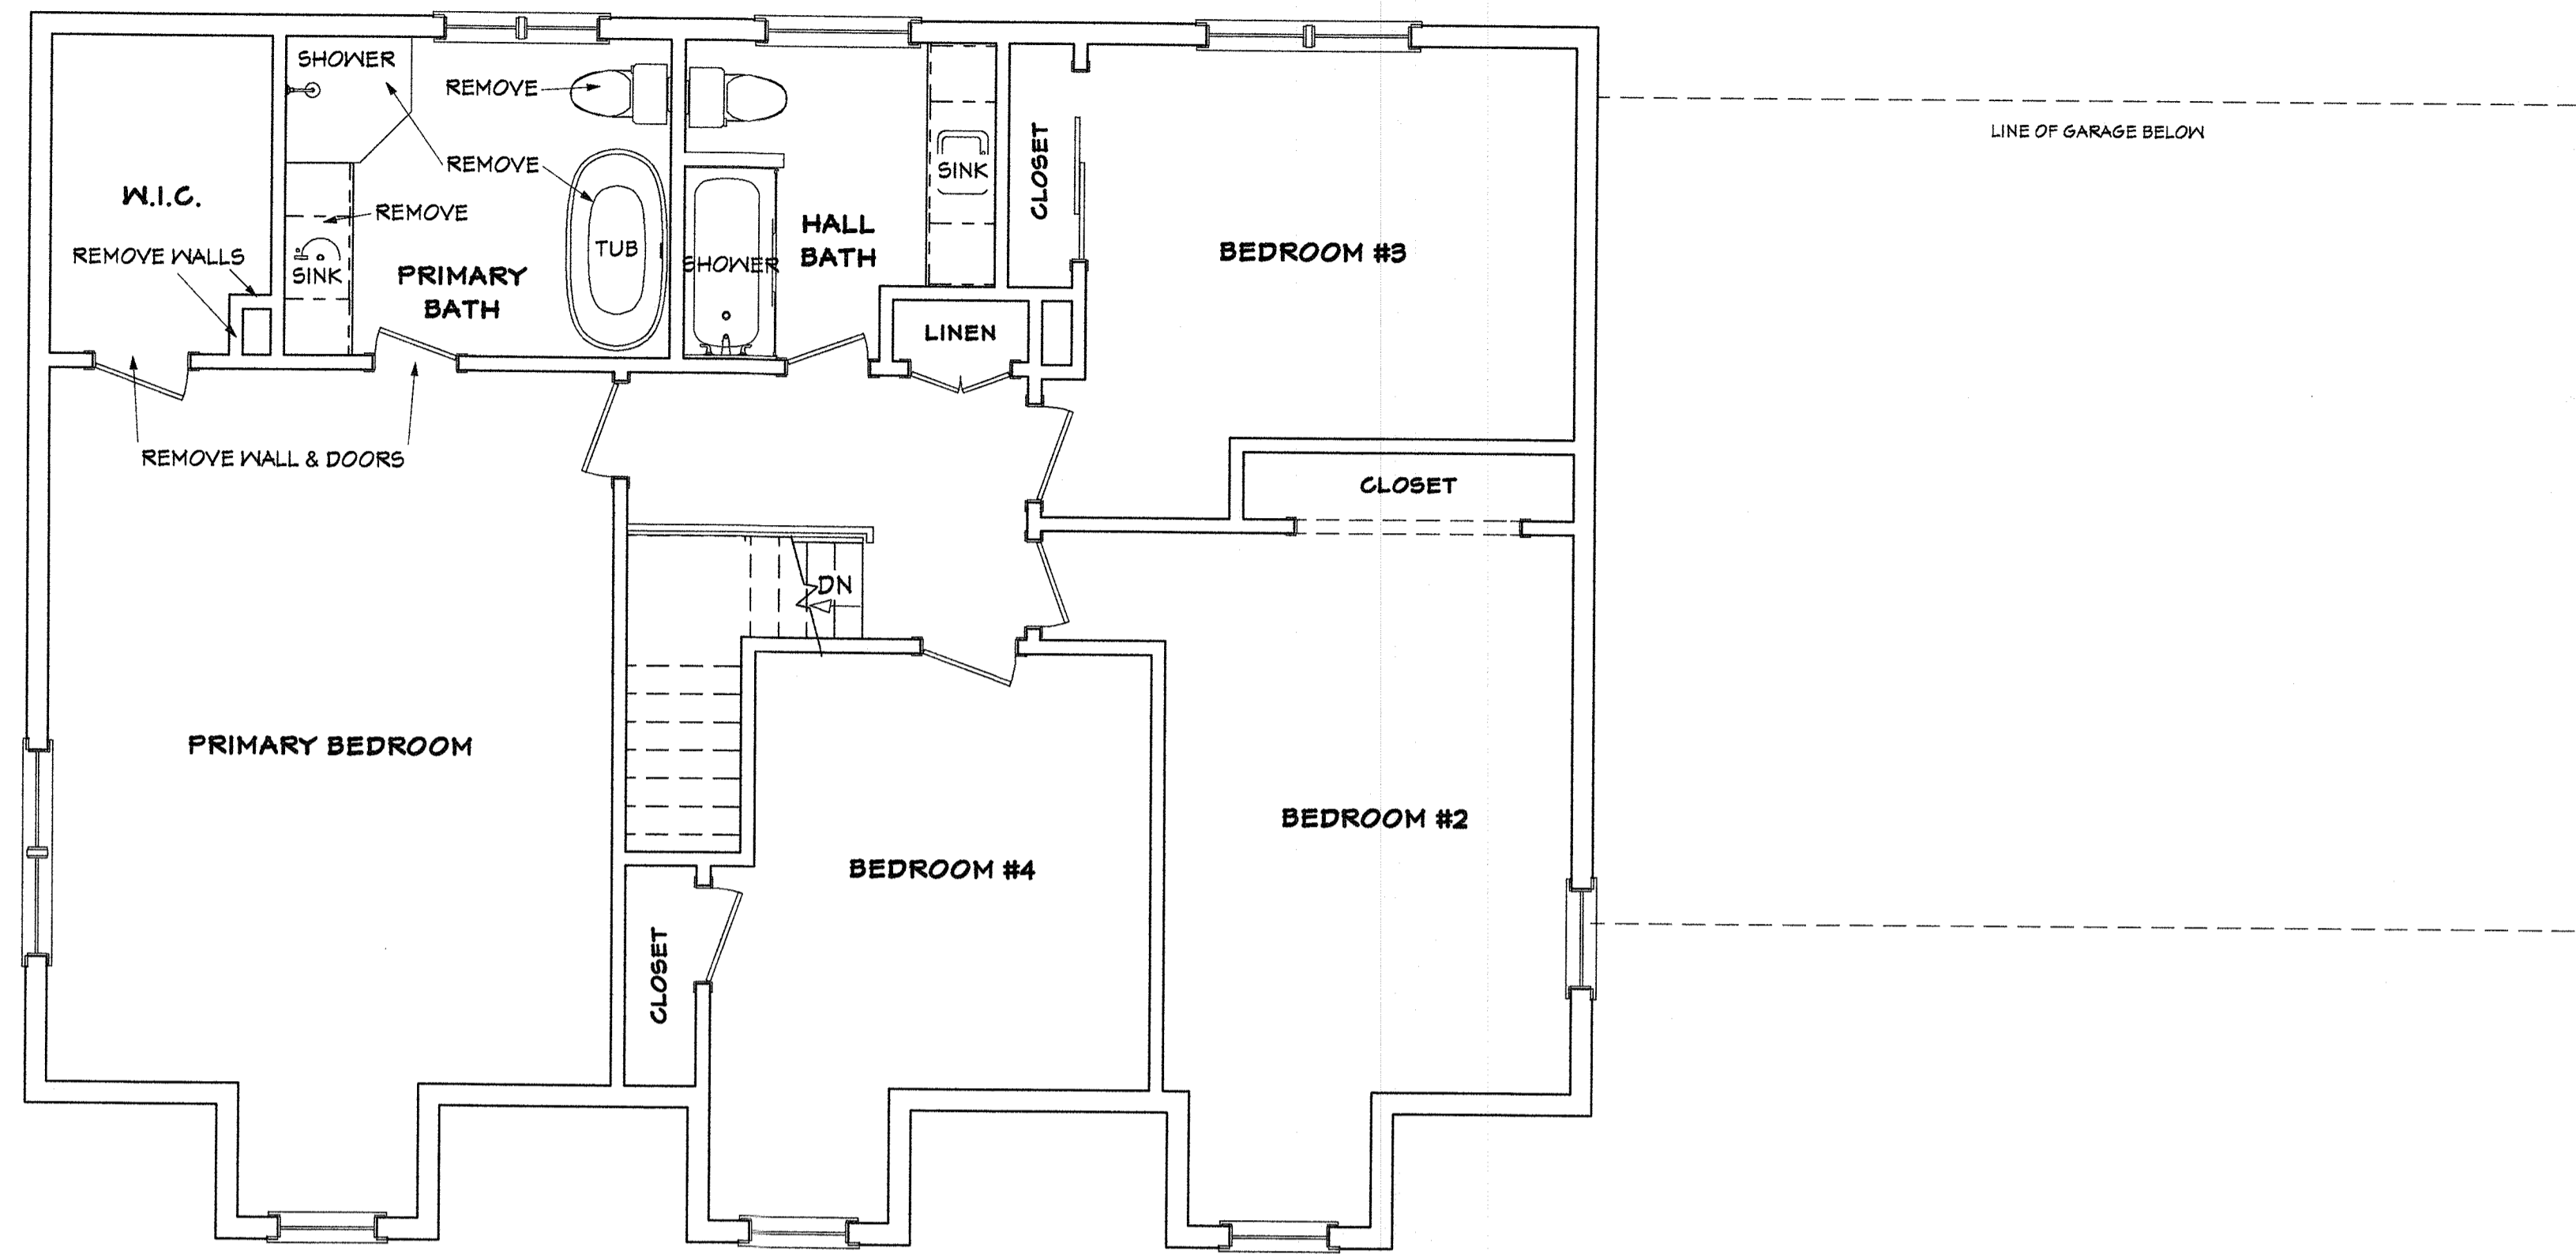 SHOWER
REMOVE
REMOVE
W.I.C.
REMOVE
REMOVE WALLS
SINK
PRIMARY
BATH
TUB
SHOWER
HALL
BATH
SINK
CLOSET
LINEN
BEDROOM #3
LINE OF GARAGE BELOW
REMOVE WALL & DOORS
CLOSET
DN
PRIMARY BEDROOM
BEDROOM #4
BEDROOM #2
CLOSET